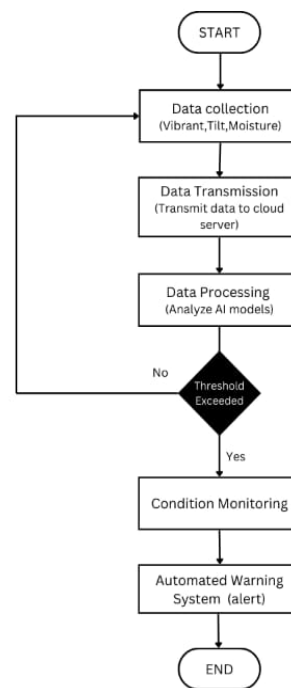 START
Data collection
(Vibrant,Tilt,Moisture)
Data Transmission
(Transmit data to cloud
server)
Data Processing
(Analyze AI models)
No
Threshold
Exceeded
Yes
Condition Monitoring
Automated Warning
System (alert)
END